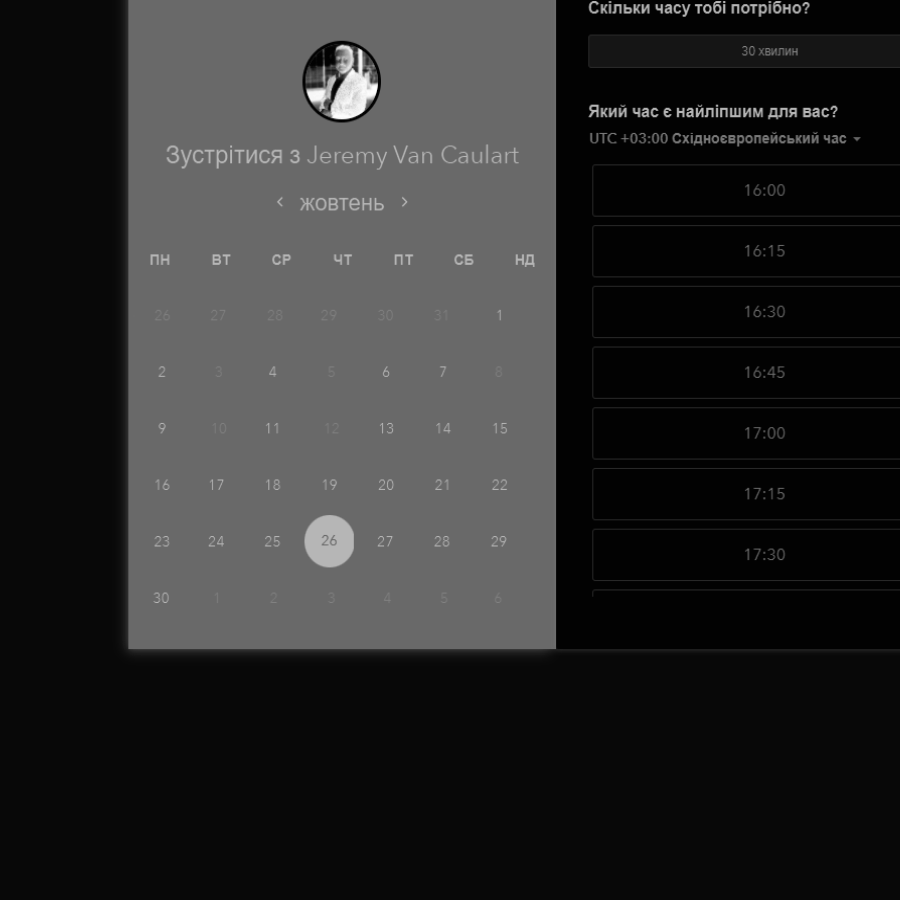 Зустрітися з Jeremy Van Caulart
жовтень
ПН ВТ СР ЧТ ПТ СБ НД
26 27 28 29 30 31 1
2 3 4 5 6 7 8
9 10 11 12 13 14 15
16 17 18 19 20 21 22
23 24 25 26 27 28 29
30 1 2 3 4 5 6
Скільки часу тобі потрібно?
30 хвилин
Який час є найліпшим для вас?
UTC +03:00 Східноєвропейський час
16:00
16:15
16:30
16:45
17:00
17:15
17:30